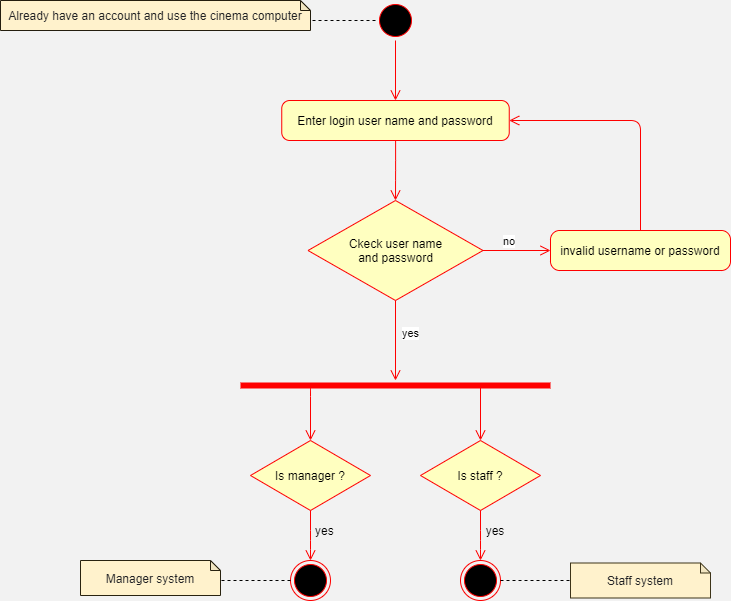 Already have an account and use the cinema computer
Enter login user name and password
Ckeck user name
and password
no
invalid username or password
yes
Is manager ?
Is staff ?
yes
yes
Manager system
Staff system